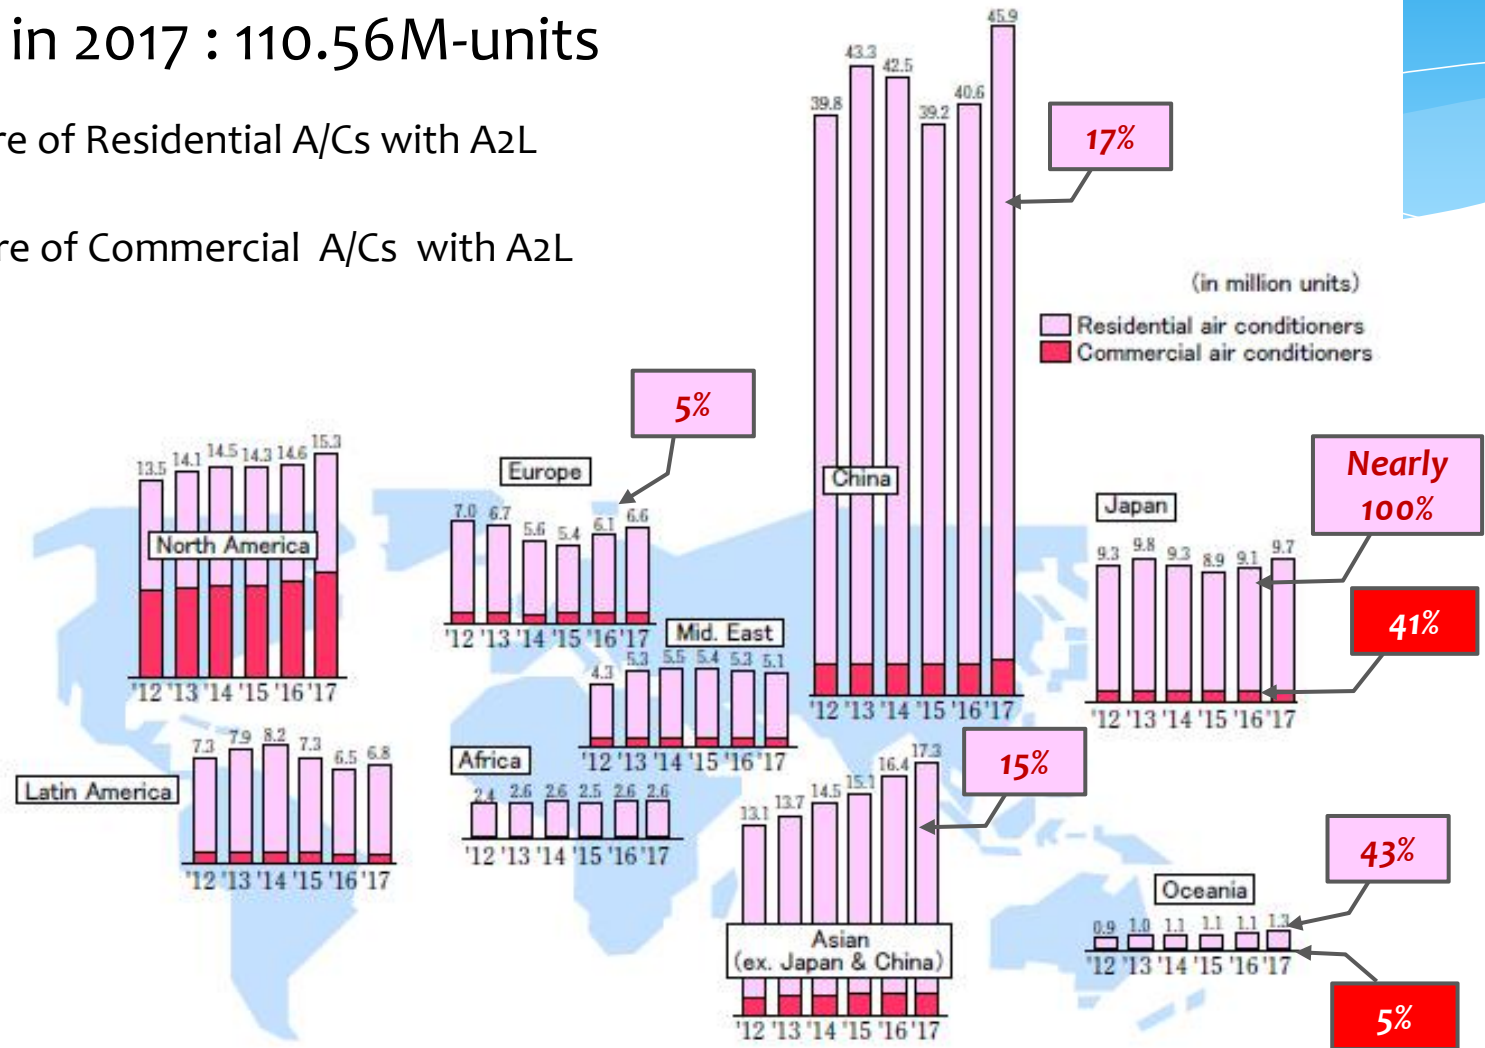 in 2017 : 110.56M-units
re of Residential A/Cs with A2L
re of Commercial A/Cs with A2L
(in million units)
Residential air conditioners
Commercial air conditioners
North America
13.5 14.1 14.5 14.3 14.6 15.3
'12 '13 '14 '15 '16 '17
Europe
5%
7.0 6.7 5.6 5.4 6.1 6.6
'12 '13 '14 '15 '16 '17
China
17%
39.8 43.3 42.5 39.2 40.6 45.9
'12 '13 '14 '15 '16 '17
Japan
Nearly
100%
41%
9.3 9.8 9.3 8.9 9.1 9.7
'12 '13 '14 '15 '16 '17
Mid. East
4.3 5.3 5.5 5.4 5.3 5.1
'12 '13 '14 '15 '16 '17
Latin America
7.3 7.9 8.2 7.3 6.5 6.8
'12 '13 '14 '15 '16 '17
Africa
2.4 2.6 2.6 2.5 2.6 2.6
'12 '13 '14 '15 '16 '17
15%
13.1 13.7 14.5 15.1 16.4 17.3
Asian
(ex. Japan & China)
'12 '13 '14 '15 '16 '17
Oceania
43%
0.9 1.0 1.1 1.1 1.1 1.3
'12 '13 '14 '15 '16 '17
5%